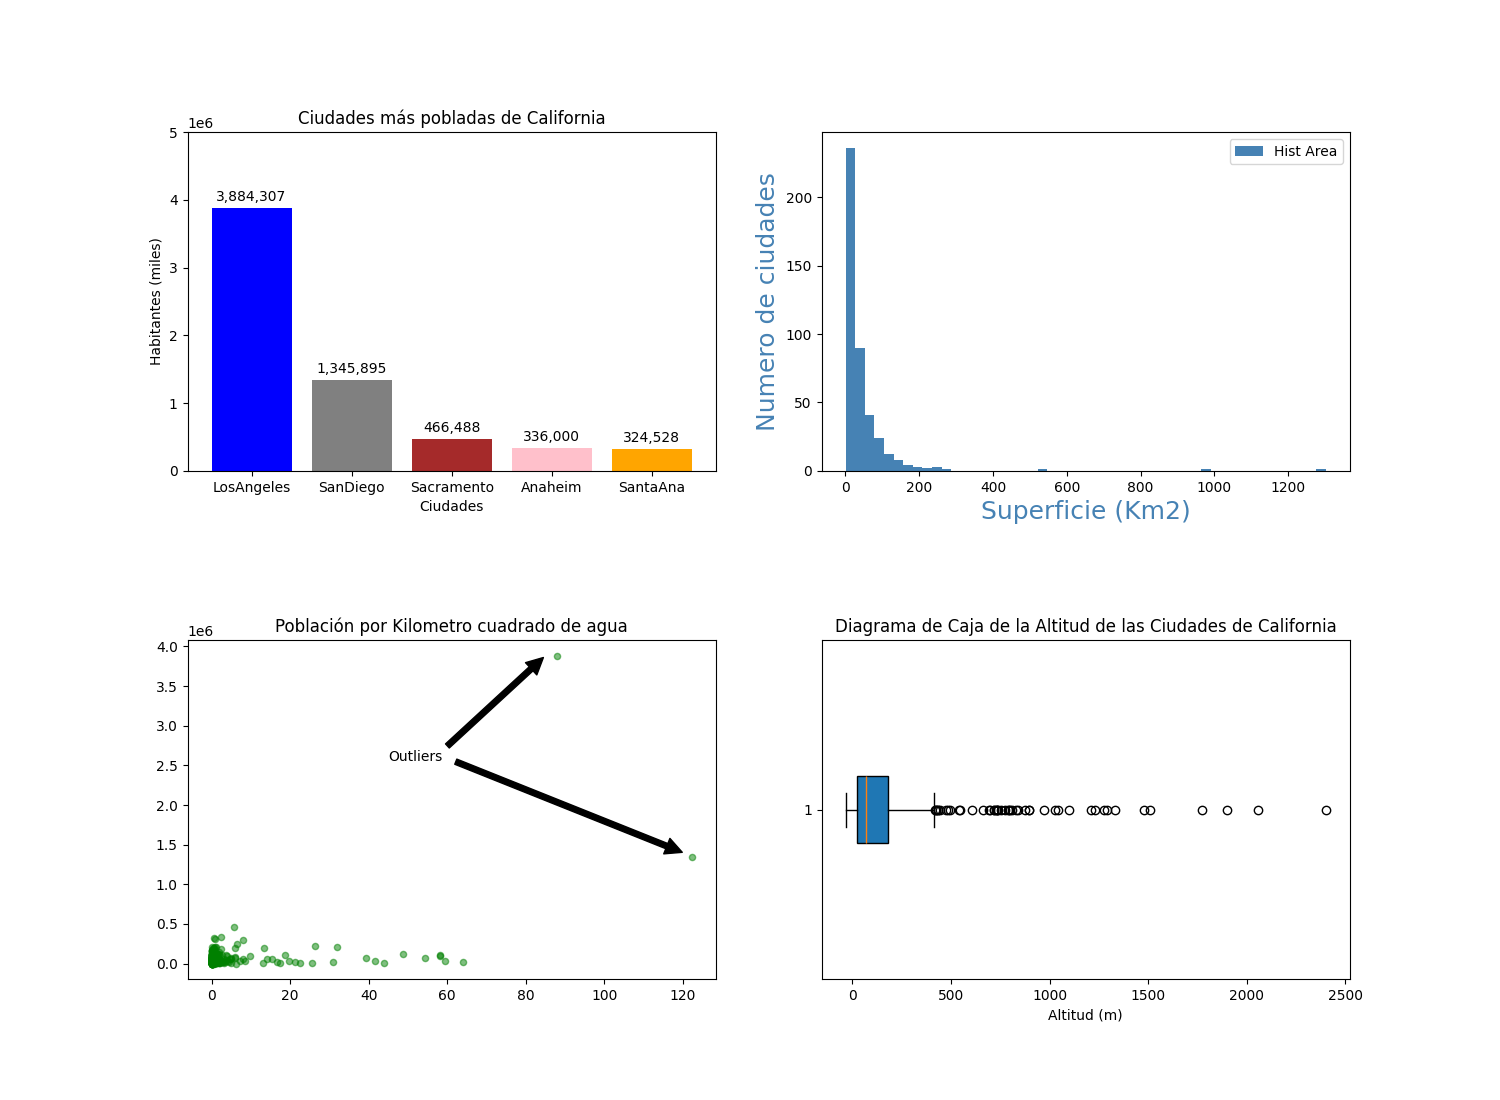 Ciudades más pobladas de California
1e6
5
4
3
2
1
0
Habitantes (miles)
3,884,307
1,345,895
466,488
336,000
324,528
LosAngeles SanDiego Sacramento Anaheim SantaAna
Ciudades
Hist Area
200
150
100
50
0
Numero de ciudades
0 200 400 600 800 1000 1200
Superficie (Km2)
Población por Kilometro cuadrado de agua
1e6
4.0
3.5
3.0
2.5
2.0
1.5
1.0
0.5
0.0
Outliers
0 20 40 60 80 100 120
Diagrama de Caja de la Altitud de las Ciudades de California
1
0 500 1000 1500 2000 2500
Altitud (m)